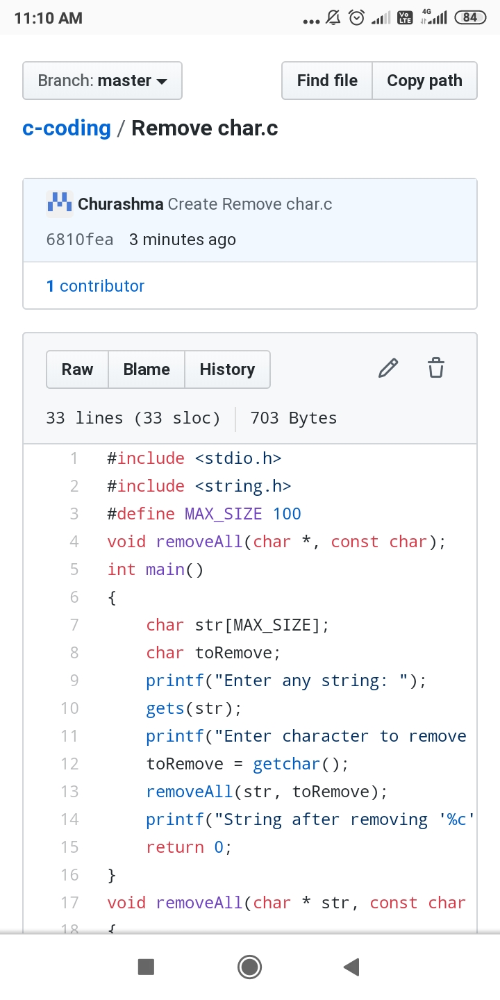 11:10 AM ... Vo LTE 4G 84
Branch: master Find file Copy path
c-coding / Remove char.c
Churashma Create Remove char.c
6810fea 3 minutes ago
1 contributor
Raw Blame History
33 lines (33 sloc) 703 Bytes
1 #include <stdio.h>
2 #include <string.h>
3 #define MAX_SIZE 100
4 void removeAll(char *, const char);
5 int main()
6 {
7 char str[MAX_SIZE];
8 char toRemove;
9 printf("Enter any string: ");
10 gets(str);
11 printf("Enter character to remove
12 toRemove = getchar();
13 removeAll(str, toRemove);
14 printf("String after removing '%c'
15 return 0;
16 }
17 void removeAll(char * str, const char
18 {